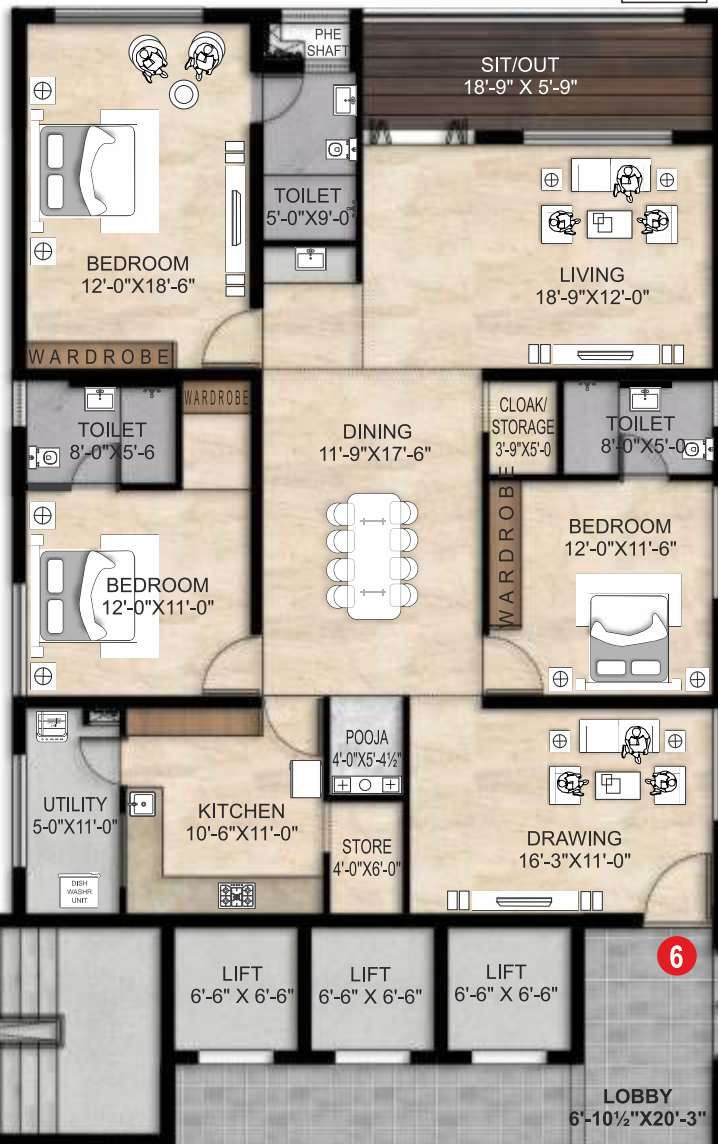 PHE
SHAFT
SIT/OUT
18'-9" X 5'-9"
TOILET
5'-0"X9'-0
BEDROOM
12'-0"X18'-6"
LIVING
18'-9"X12'-0"
WARDROBE
WARDROBE
TOILET
8'-0"X5'-6
DINING
11'-9"X17'-6"
CLOAK/
STORAGE
3'-9"X5'-0
TOILET
8'-0"X5'-0
WARDROBE
BEDROOM
12'-0"X11'-6"
BEDROOM
12'-0"X11'-0"
POOJA
4'-0"X5'-4½"
UTILITY
5-0"X11'-0"
KITCHEN
10'-6"X11'-0"
STORE
4'-0"X6'-0"
DRAWING
16'-3"X11'-0"
DISH
WASHR
UNIT
LIFT
6'-6" X 6'-6"
LIFT
6'-6" X 6'-6"
LIFT
6'-6" X 6'-6"
6
LOBBY
6'-10½"X20'-3"